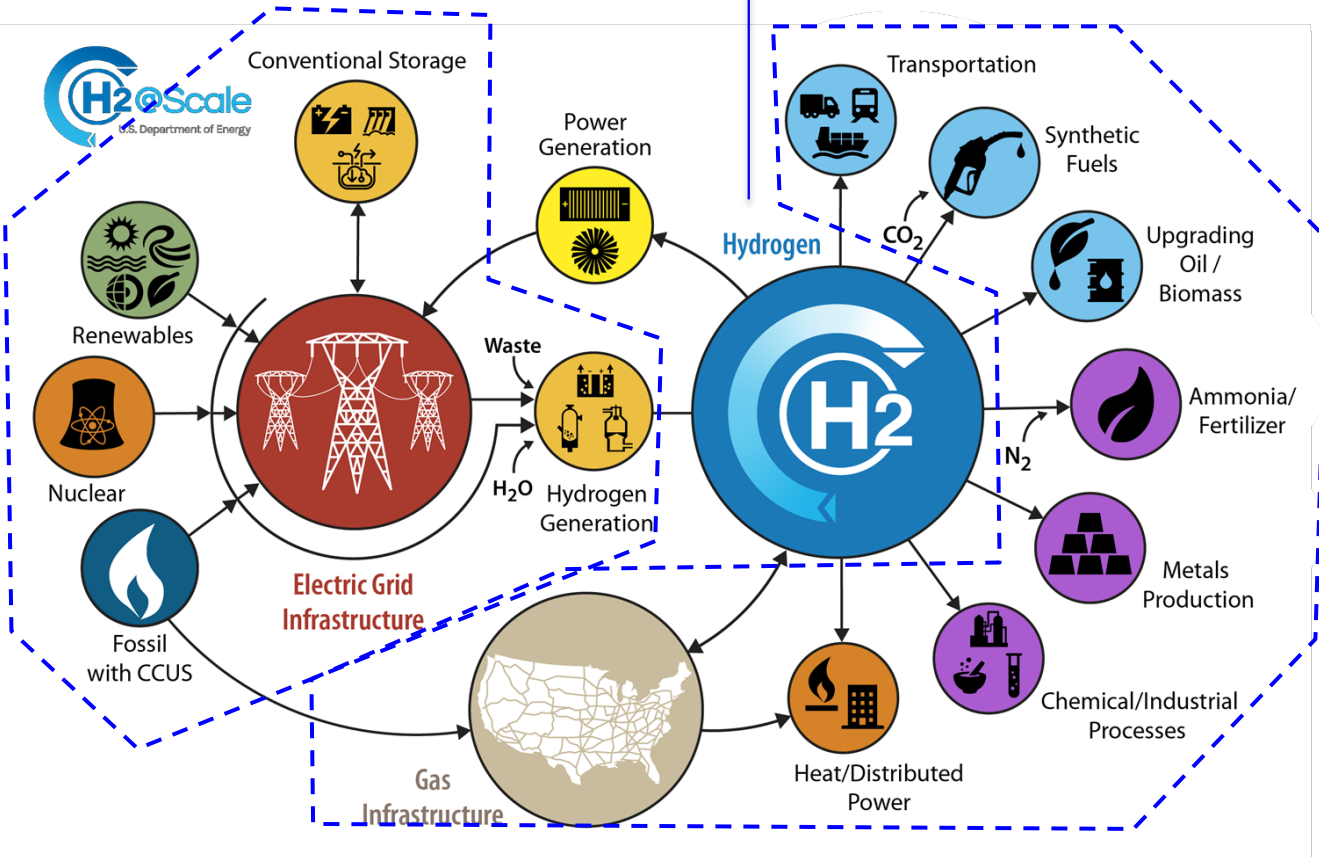 H2@Scale
U.S. Department of Energy
Conventional Storage
Power
Generation
Transportation
Synthetic
Fuels
CO2
Hydrogen
Upgrading
Oil /
Biomass
Renewables
Waste
H2
Ammonia/
Fertilizer
N2
Nuclear
H2O
Hydrogen
Generation
Electric Grid
Infrastructure
Metals
Production
Fossil
with CCUS
Chemical/Industrial
Processes
Gas
Infrastructure
Heat/Distributed
Power